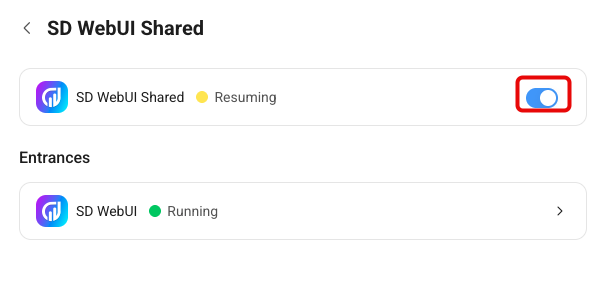 SD WebUI Shared
SD WebUI Shared Resuming
Entrances
SD WebUI Running